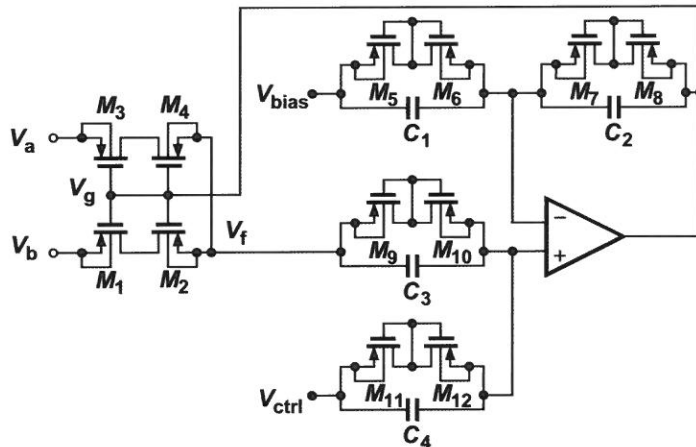 M5 M6
M7 M8
Vbias
C1
C2
M3 M4
Va
Vg
Vb
Vf
M1 M2
M9 M10
C3
−
+
M11 M12
Vctrl
C4